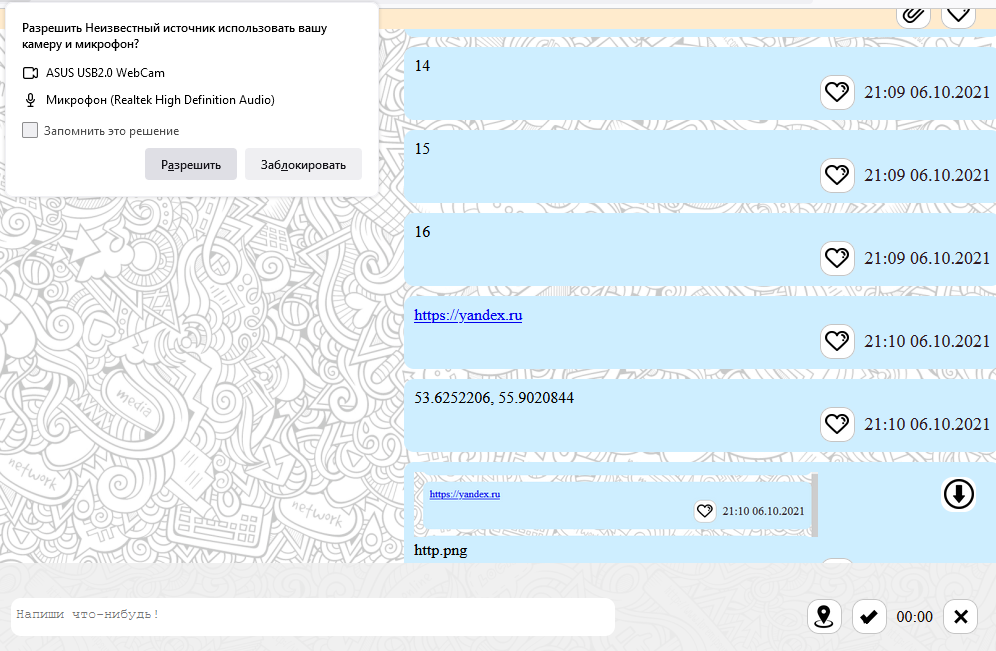 Разрешить Неизвестный источник использовать вашу
камеру и микрофон?
ASUS USB2.0 WebCam
Микрофон (Realtek High Definition Audio)
Запомнить это решение
Разрешить
Заблокировать
14
21:09 06.10.2021
15
21:09 06.10.2021
16
21:09 06.10.2021
https://yandex.ru
21:10 06.10.2021
53.6252206, 55.9020844
21:10 06.10.2021
https://yandex.ru
21:10 06.10.2021
http.png
media
network
network
Напиши что-нибудь!
00:00